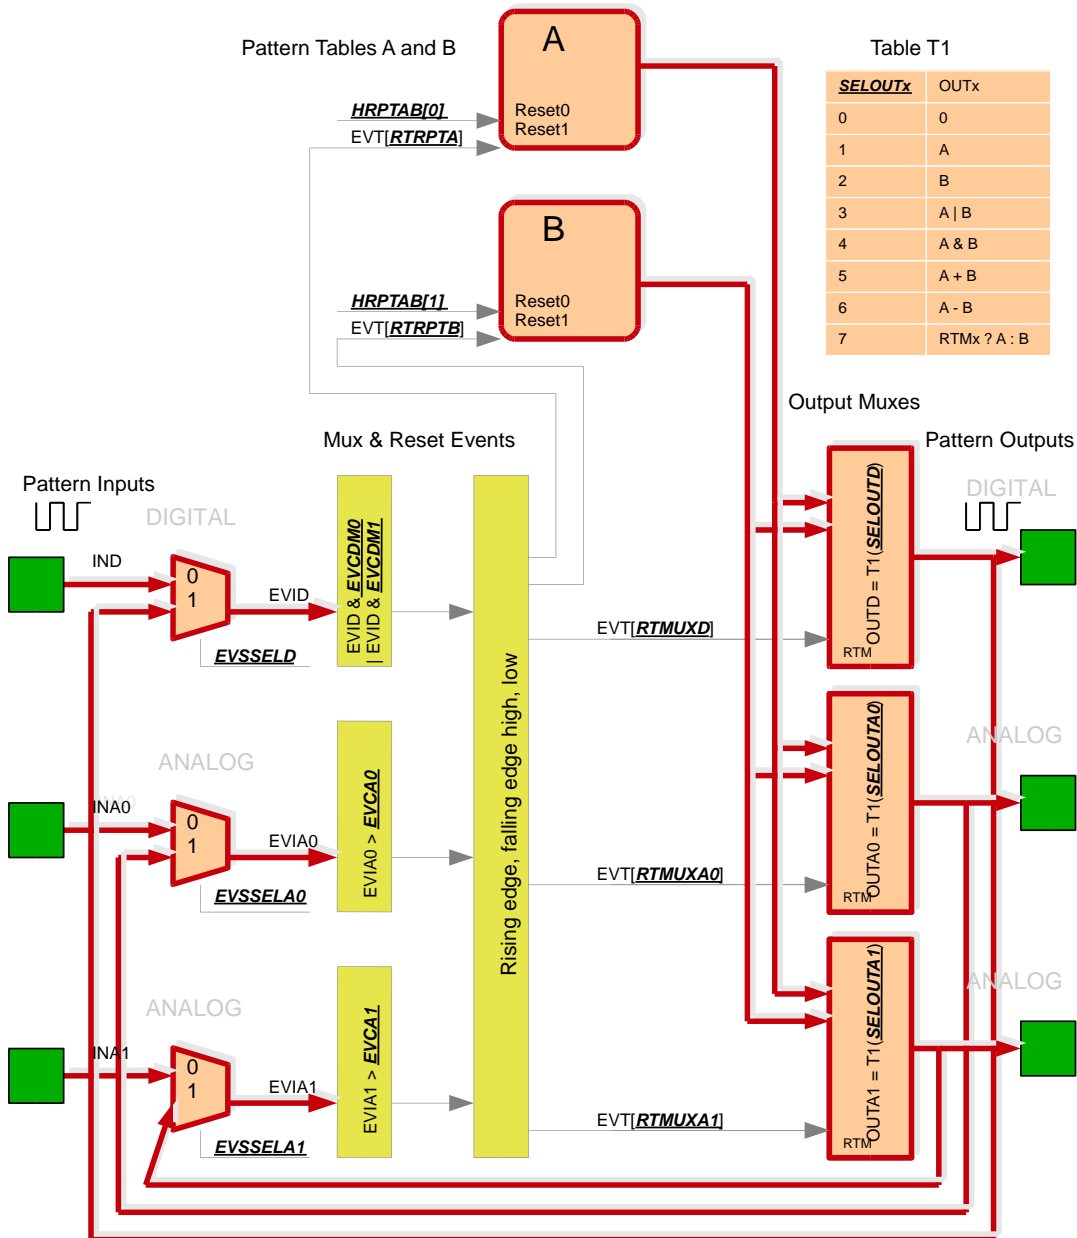 Pattern Tables A and B
A
HRPTAB[0]
EVT[RTRPTA]
Reset0
Reset1
B
HRPTAB[1]
EVT[RTRPTB]
Reset0
Reset1
Table T1
SELOUTx OUTx
0 0
1 A
2 B
3 A | B
4 A & B
5 A + B
6 A - B
7 RTMx ? A : B
Output Muxes
Mux & Reset Events
Pattern Outputs
Pattern Inputs
DIGITAL
DIGITAL
IND
0
1
EVID
EVSSELD
EVID & EVCDM0
| EVID & EVCDM1
EVT[RTMUXD]
OUTD = T1(SELOUTD)
RTM
ANALOG
ANALOG
INA0
INA0
0
1
EVIA0
EVSSELA0
EVIA0 > EVCA0
Rising edge, falling edge high, low
EVT[RTMUXA0]
OUTA0 = T1(SELOUTA0)
RTM
ANALOG
ANALOG
INA1
0
1
EVIA1
EVSSELA1
EVIA1 > EVCA1
EVT[RTMUXA1]
OUTA1 = T1(SELOUTA1)
RTM